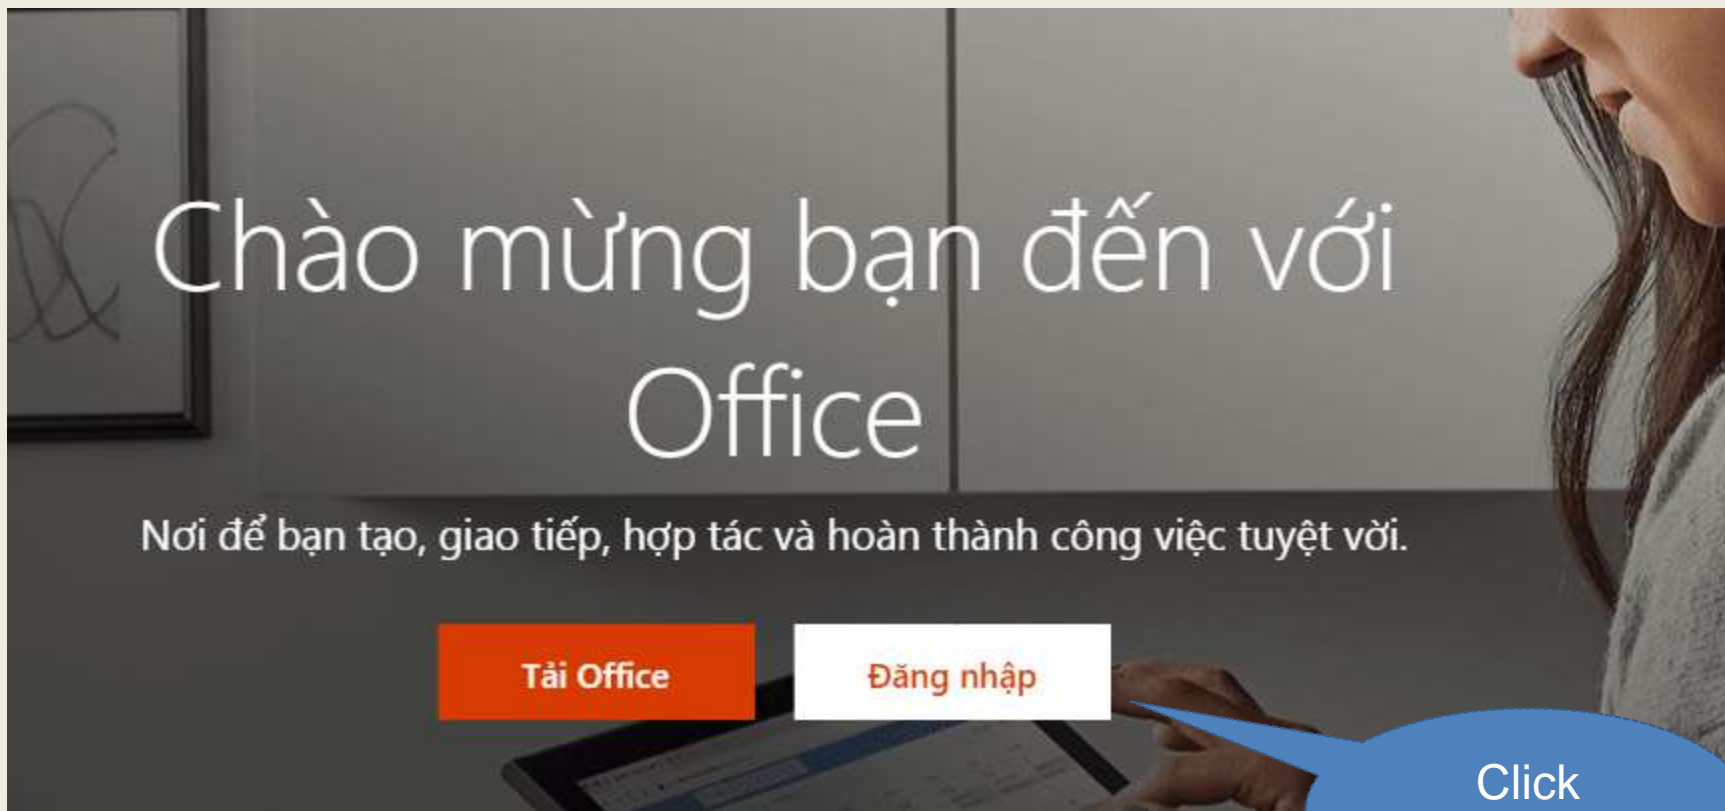 Chào mừng bạn đến với
Office
Nơi để bạn tạo, giao tiếp, hợp tác và hoàn thành công việc tuyệt vời.
Tải Office
Đăng nhập
Click